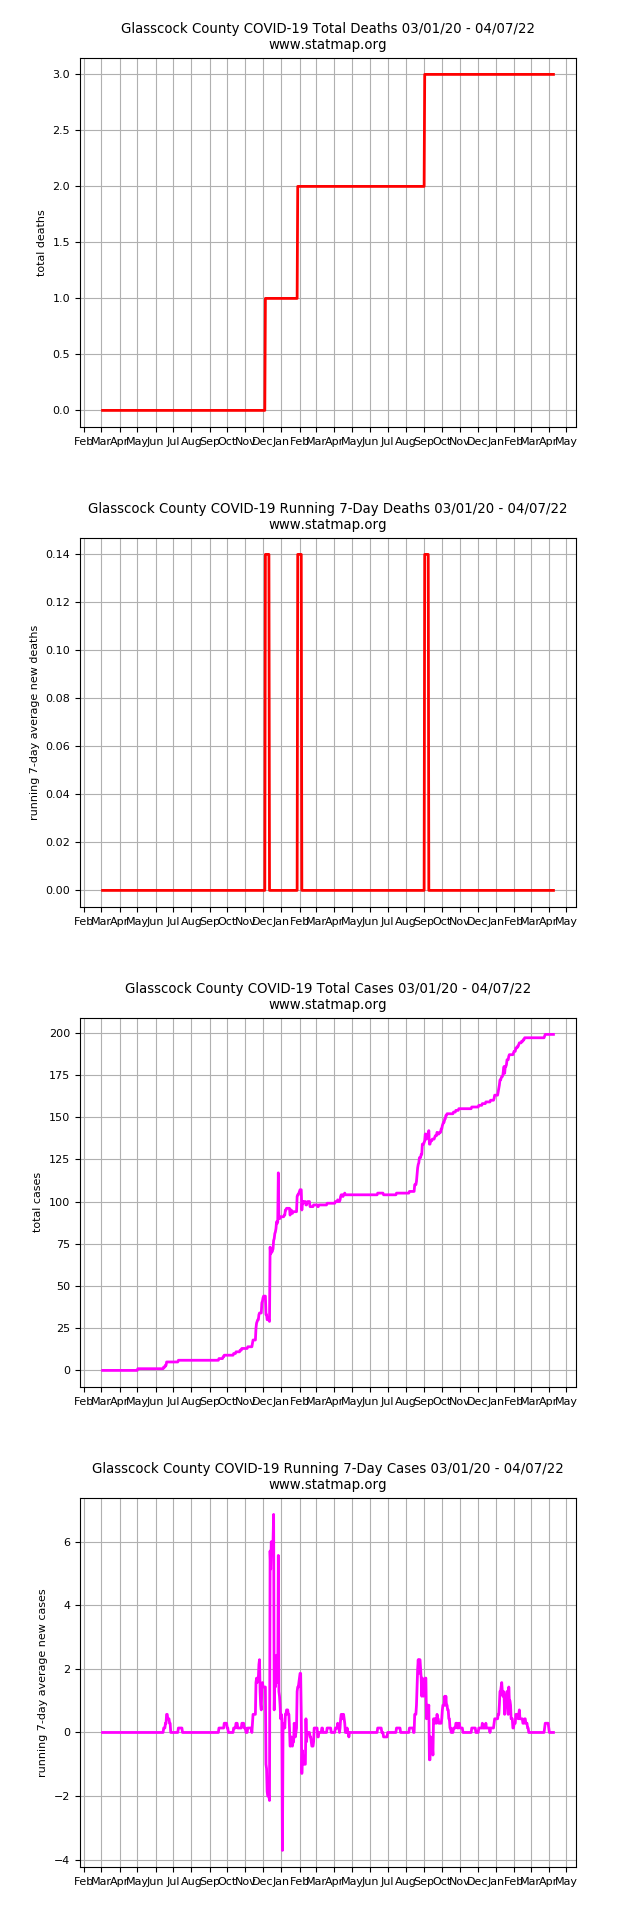 Glasscock County COVID-19 Total Deaths 03/01/20 - 04/07/22
www.statmap.org
total deaths
3.0
2.5
2.0
1.5
1.0
0.5
0.0
Feb Mar Apr May Jun Jul Aug Sep Oct Nov Dec Jan Feb Mar Apr May Jun Jul Aug Sep Oct Nov Dec Jan Feb Mar Apr May
Glasscock County COVID-19 Running 7-Day Deaths 03/01/20 - 04/07/22
www.statmap.org
running 7-day average new deaths
0.14
0.12
0.10
0.08
0.06
0.04
0.02
0.00
Feb Mar Apr May Jun Jul Aug Sep Oct Nov Dec Jan Feb Mar Apr May Jun Jul Aug Sep Oct Nov Dec Jan Feb Mar Apr May
Glasscock County COVID-19 Total Cases 03/01/20 - 04/07/22
www.statmap.org
total cases
200
175
150
125
100
75
50
25
0
Feb Mar Apr May Jun Jul Aug Sep Oct Nov Dec Jan Feb Mar Apr May Jun Jul Aug Sep Oct Nov Dec Jan Feb Mar Apr May
Glasscock County COVID-19 Running 7-Day Cases 03/01/20 - 04/07/22
www.statmap.org
running 7-day average new cases
6
4
2
0
−2
−4
Feb Mar Apr May Jun Jul Aug Sep Oct Nov Dec Jan Feb Mar Apr May Jun Jul Aug Sep Oct Nov Dec Jan Feb Mar Apr May